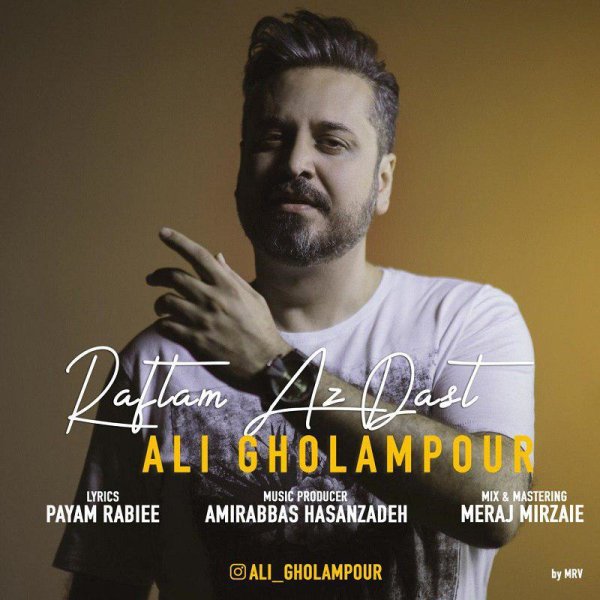 Raftam Az Dast
ALI GHOLAMPOUR
LYRICS
PAYAM RABIEE
MUSIC PRODUCER
AMIRABBAS HASANZADEH
MIX & MASTERING
MERAJ MIRZAIE
ALI_GHOLAMPOUR
by MRV